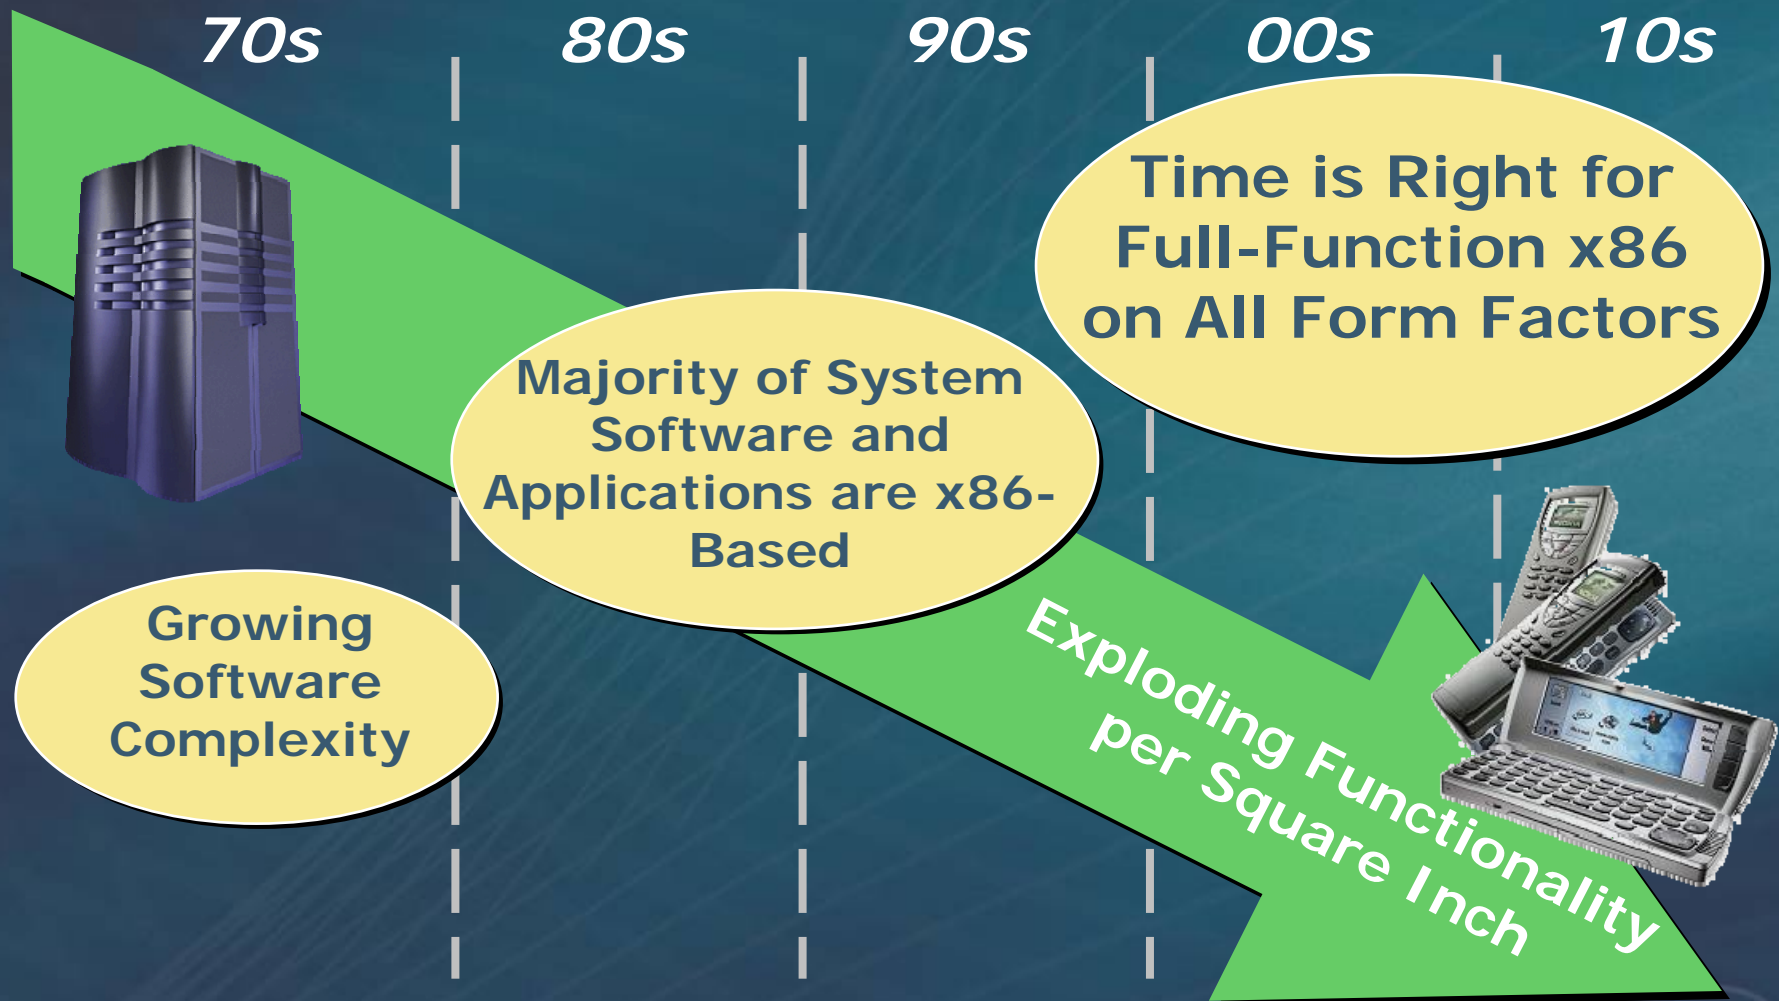 70s 80s 90s 00s 10s
Time is Right for
Full-Function x86
on All Form Factors
Majority of System
Software and
Applications are x86-
Based
Growing
Software
Complexity
Exploding Functionality
per Square Inch